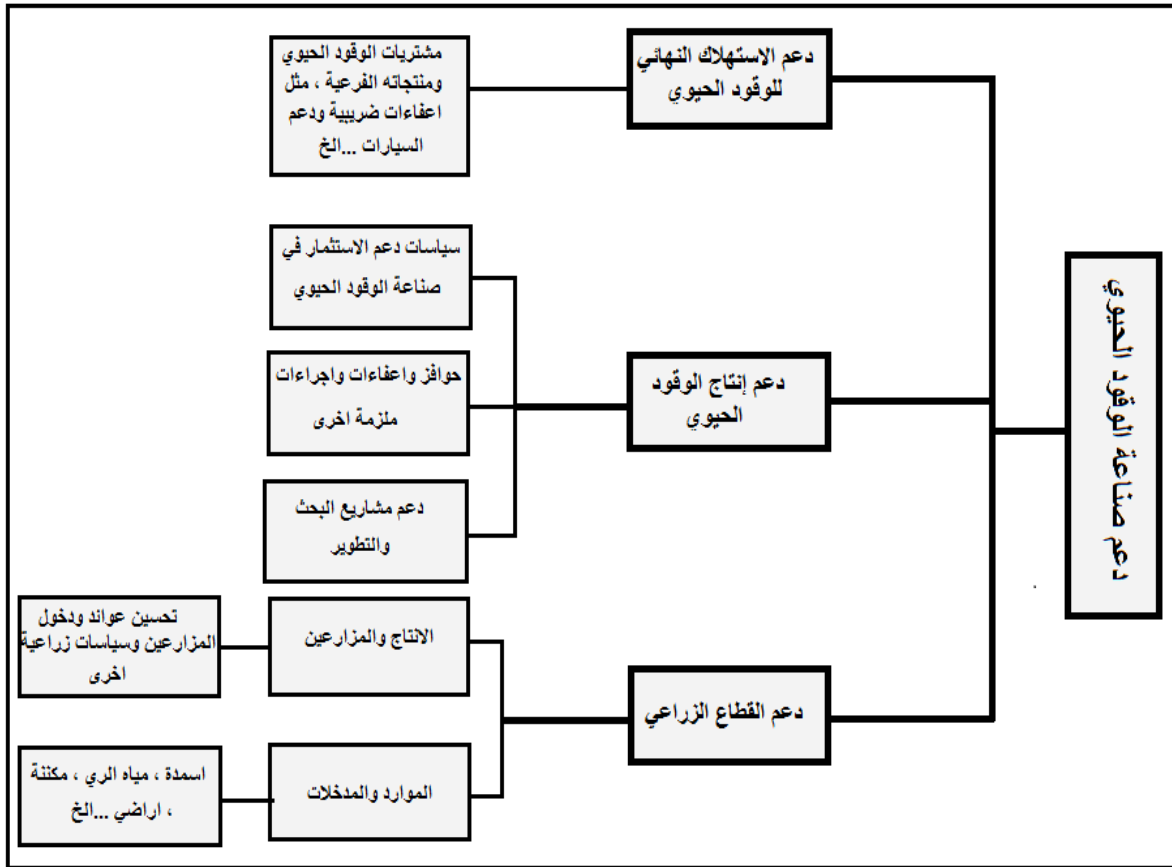 دعم صناعة الوقود الحيوي
دعم الاستهلاك النهائي
للوقود الحيوي
مشتريات الوقود الحيوي
ومنتجاته الفرعية ، مثل
اعفاءات ضريبية ودعم
السيارات ...الخ
دعم إنتاج الوقود
الحيوي
سياسات دعم الاستثمار في
صناعة الوقود الحيوي
حوافز واعفاءات واجراءات
ملزمة اخرى
دعم مشاريع البحث
والتطوير
دعم القطاع الزراعي
الانتاج والمزارعين
تحسين عوائد ودخول
المزارعين وسياسات زراعية
اخرى
الموارد والمدخلات
اسمدة ، مياه الري ، مكننة
، اراضي ...الخ